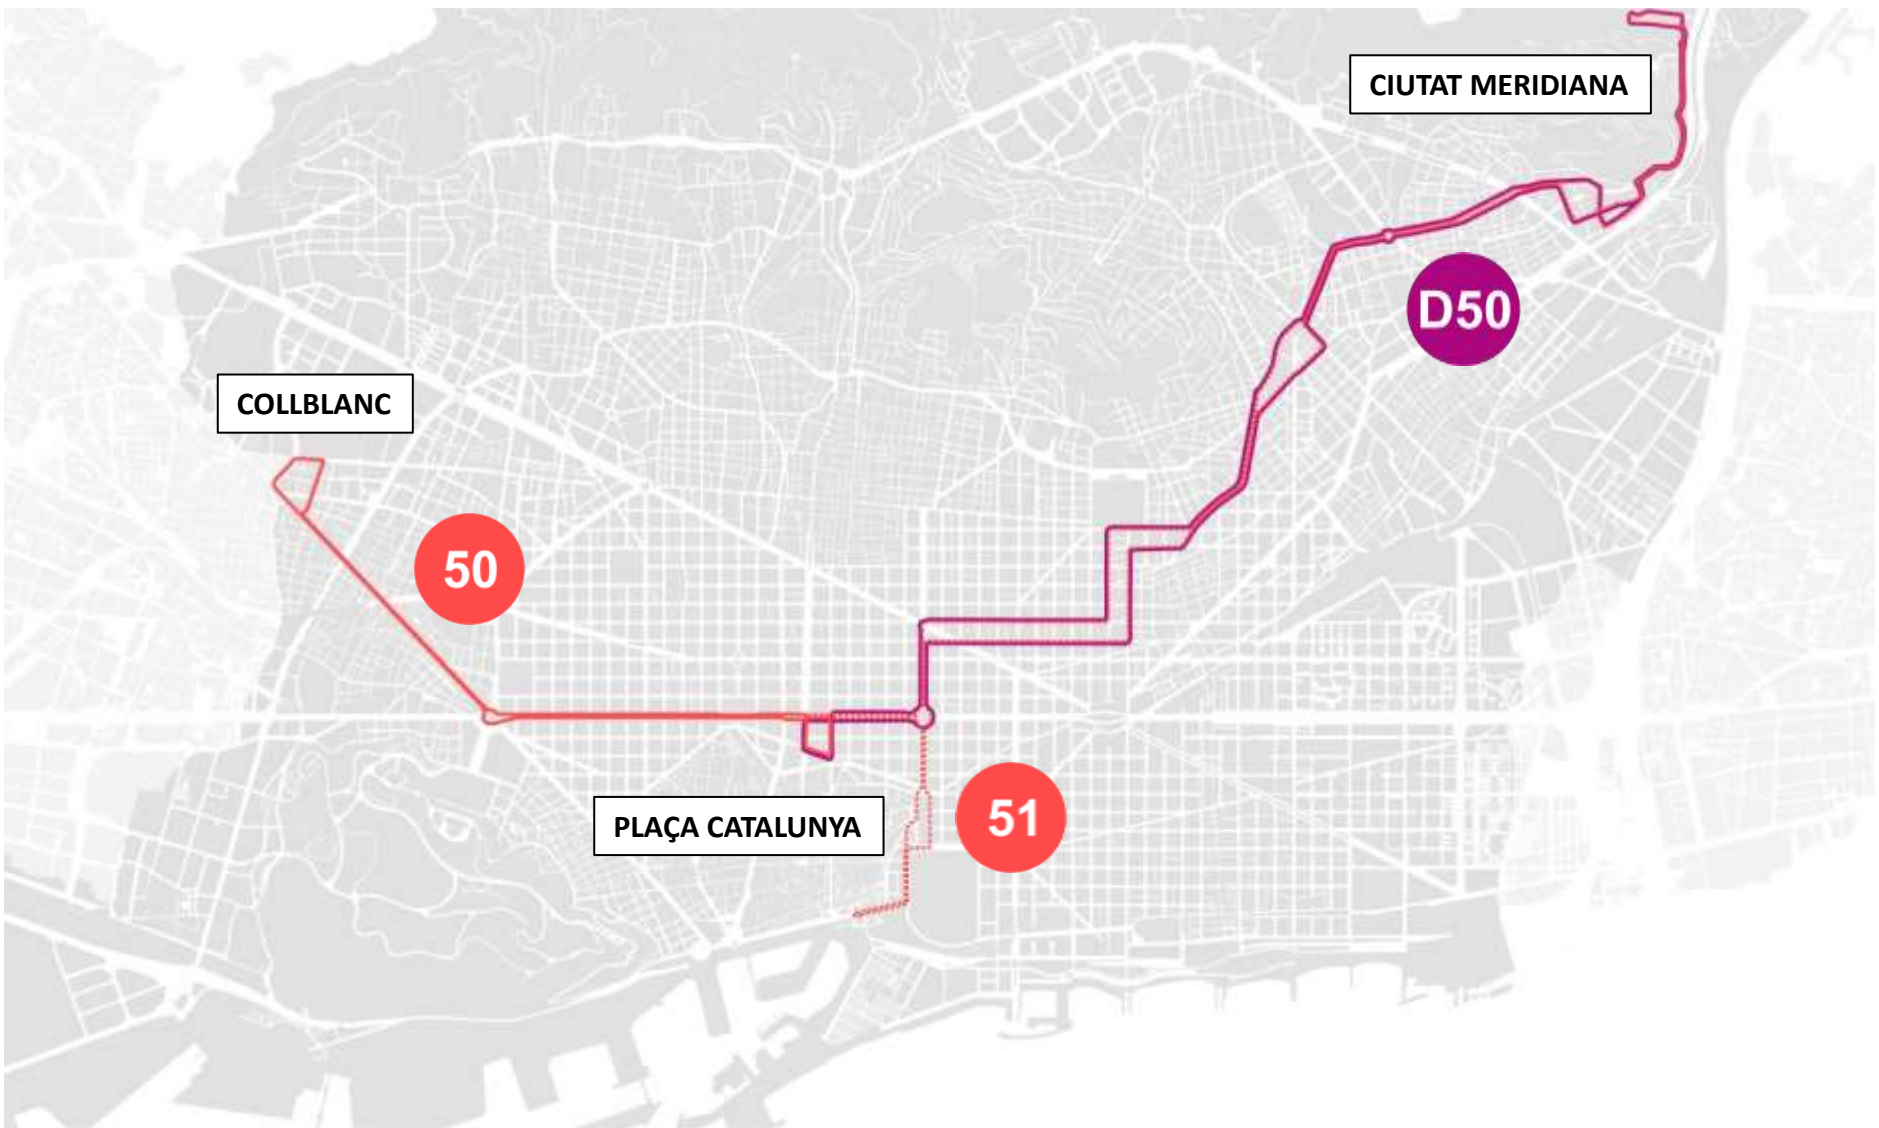 CIUTAT MERIDIANA
D50
COLLBLANC
50
PLAÇA CATALUNYA
51